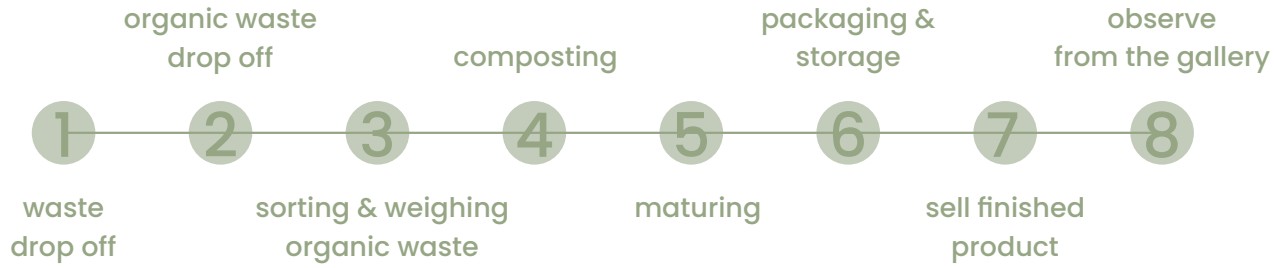 organic waste
drop off
composting
packaging &
storage
observe
from the gallery
1 2 3 4 5 6 7 8
waste
drop off
sorting & weighing
organic waste
maturing
sell finished
product